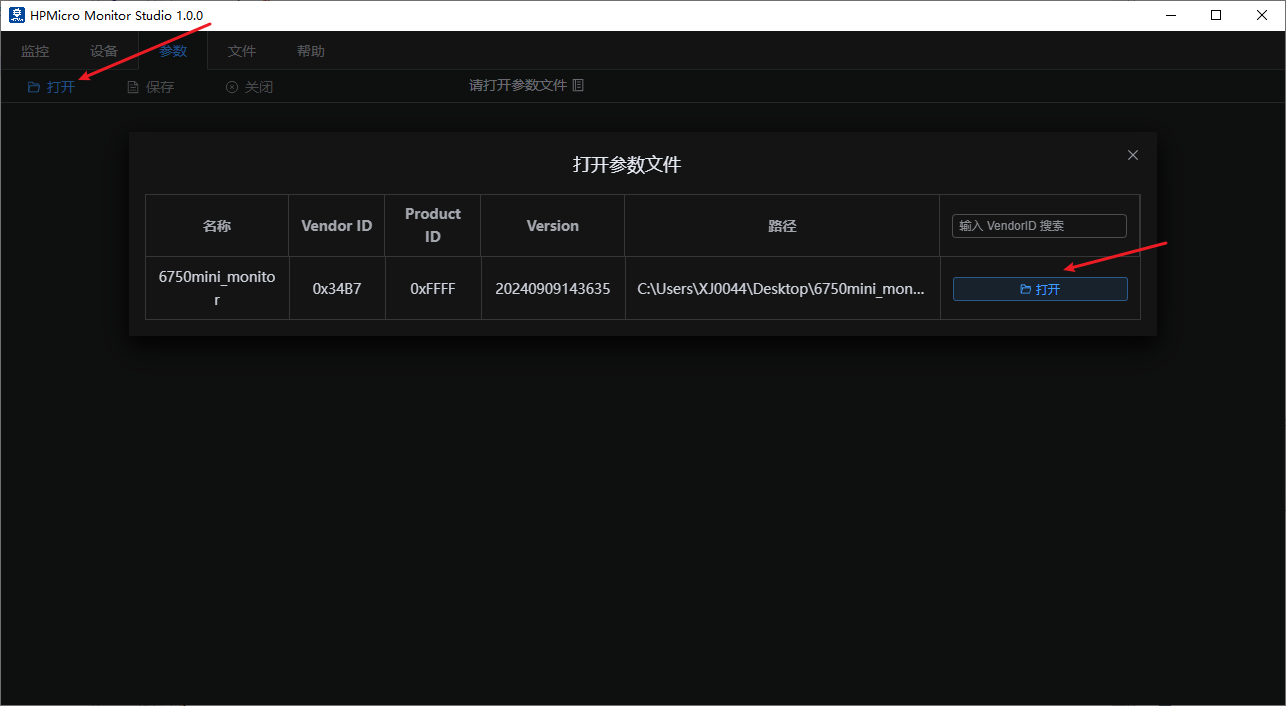 HPMicro Monitor Studio 1.0.0
监控 设备 参数 文件 帮助
打开 保存 关闭 请打开参数文件
打开参数文件
名称 Vendor ID Product ID Version 路径 输入 VendorID 搜索
6750mini_monitor 0x34B7 0xFFFF 20240909143635 C:\Users\XJ0044\Desktop\6750mini_mon... 打开